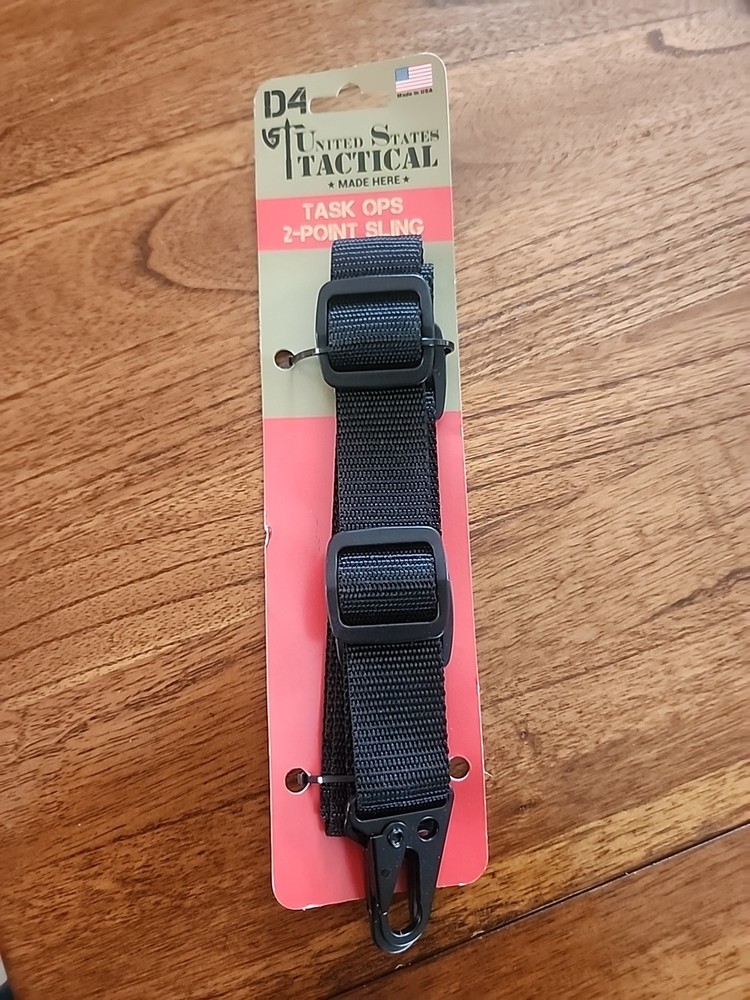 D4
Made in USA
UNITED STATES
TACTICAL
★ MADE HERE ★
TASK OPS
2-POINT SLING